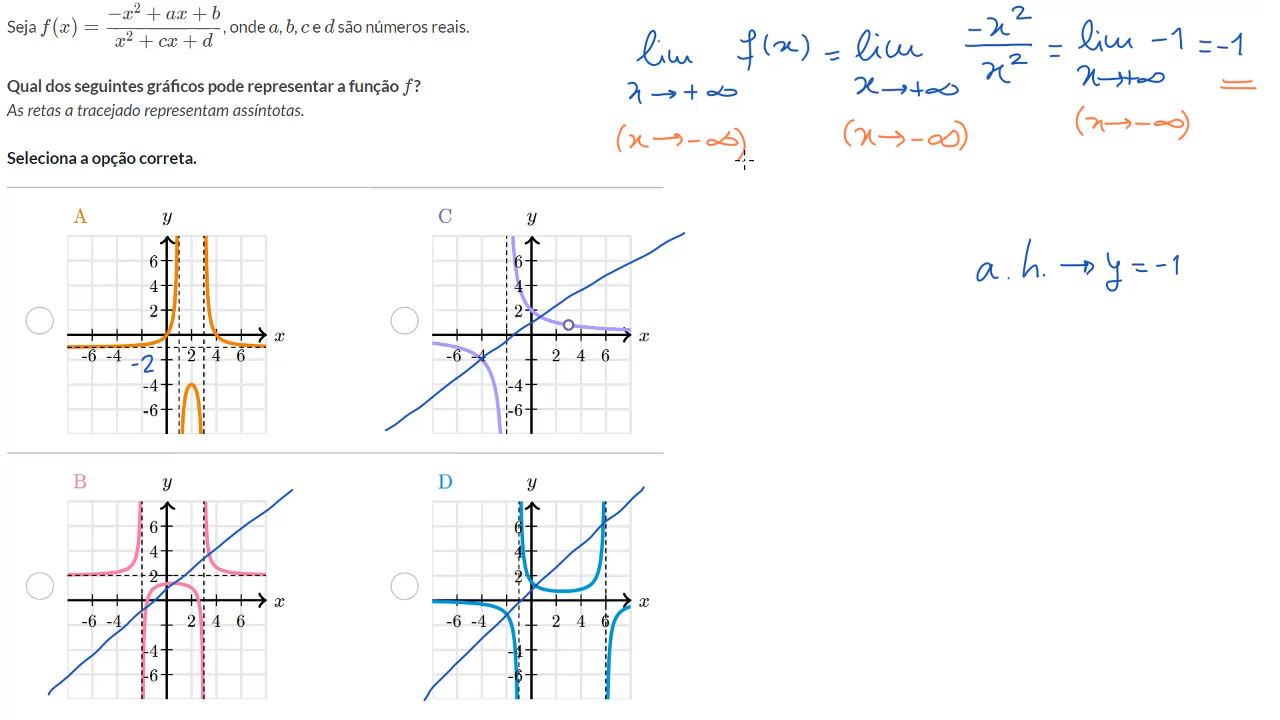 Seja f(x) = (-x² + ax + b)/(x² + cx + d), onde a, b, c e d são números reais.
Qual dos seguintes gráficos pode representar a função f?
As retas a tracejado representam assíntotas.
Seleciona a opção correta.
lim f(x) = lim -x²/x² = lim -1 = -1
x→+∞ x→+∞ x→+∞
(x→-∞) (x→-∞) (x→-∞)
a.h. → y = -1
A
y
6
4
2
x
-6 -4 2 4 6
-2
-4
-6
C
y
6
4
2
x
-6 -4 2 4 6
-6
B
y
6
4
2
x
-6 -4 2 4 6
-4
-6
D
y
6
4
2
x
-6 -4 2 4 6
-4
-6